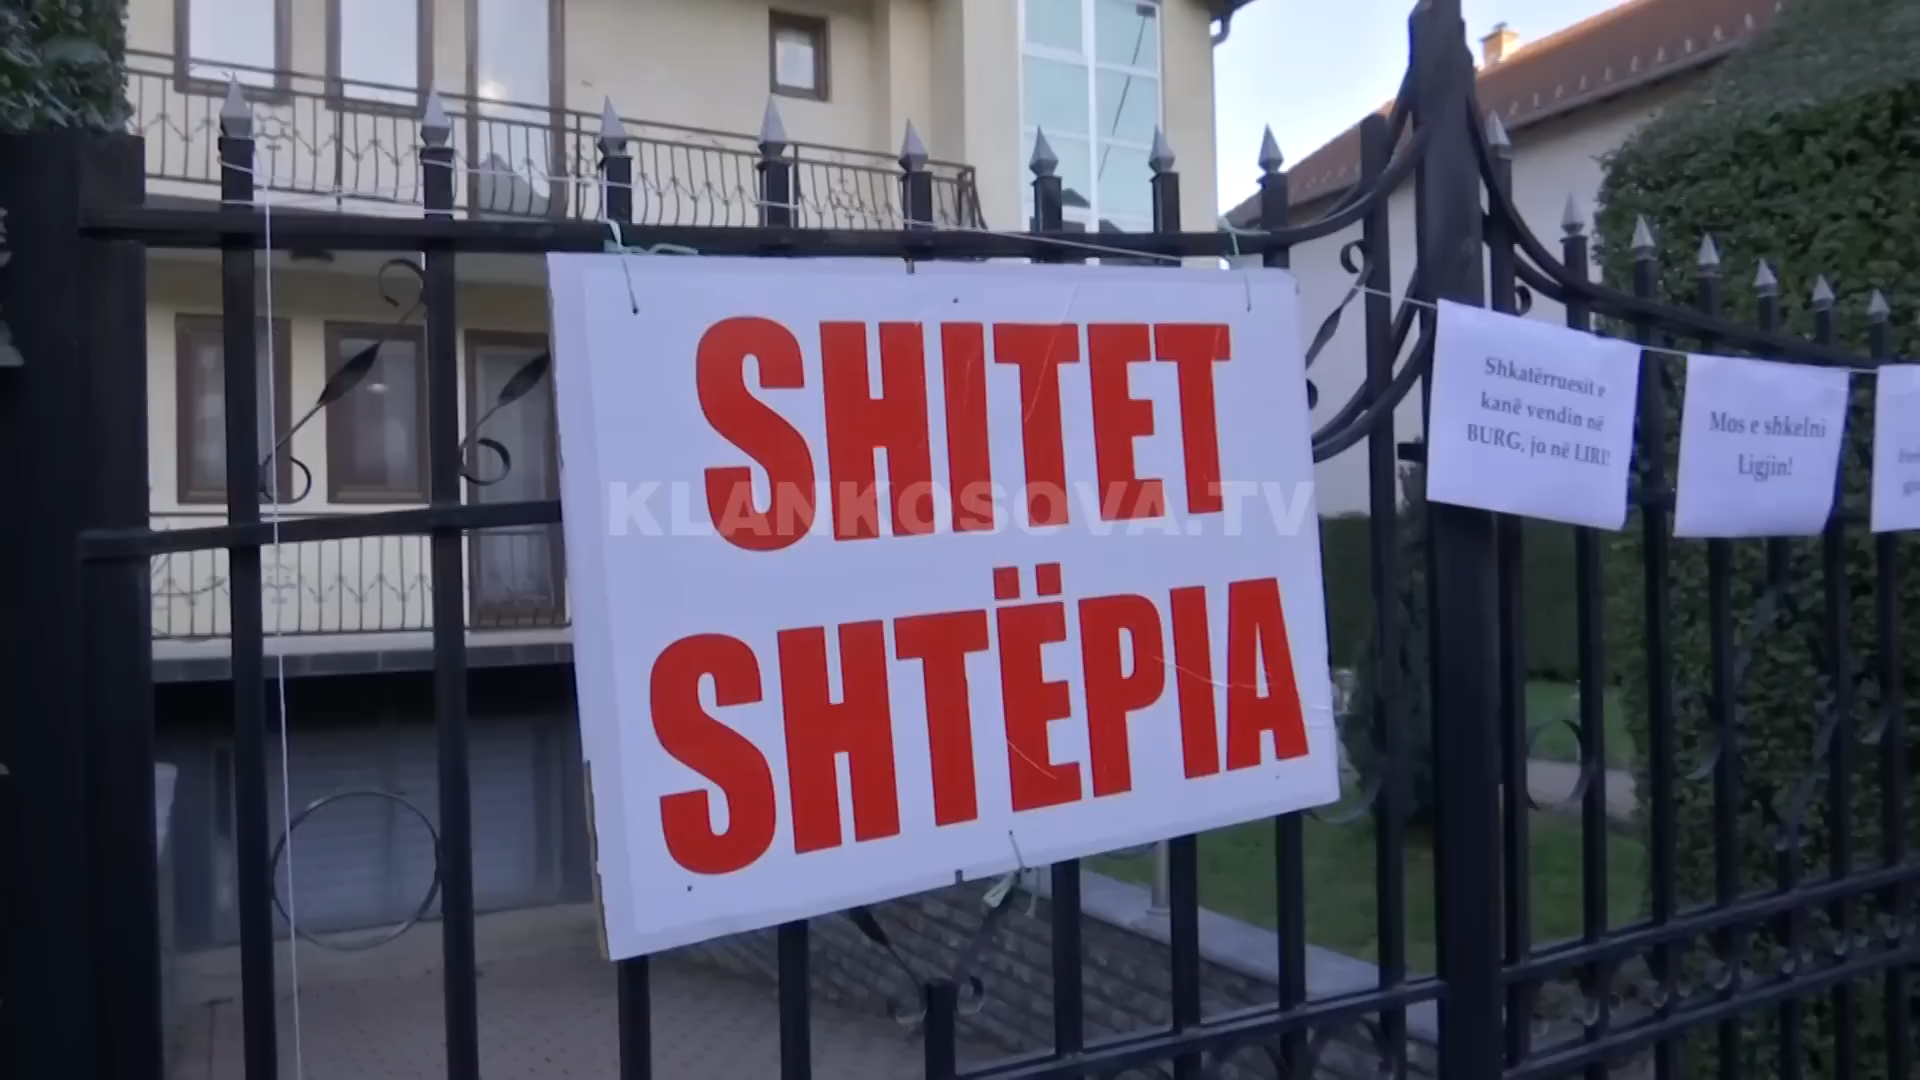 SHITET
SHTËPIA
KLANKOSOVA.TV
Shkatërruesit e
kanë vendin në
BURG, jo në LIRI!
Mos e shkelni
Ligjin!